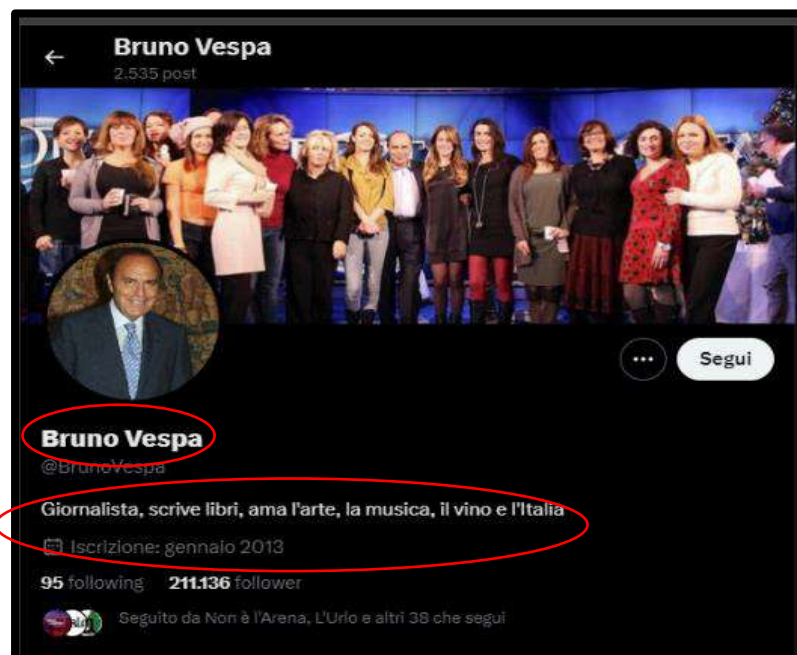 Bruno Vespa
2.535 post
Segui
Bruno Vespa
@BrunoVespa
Giornalista, scrive libri, ama l'arte, la musica, il vino e l'Italia
Iscrizione: gennaio 2013
95 following 211.136 follower
Seguito da Non è l'Arena, L'Urlo e altri 38 che segui